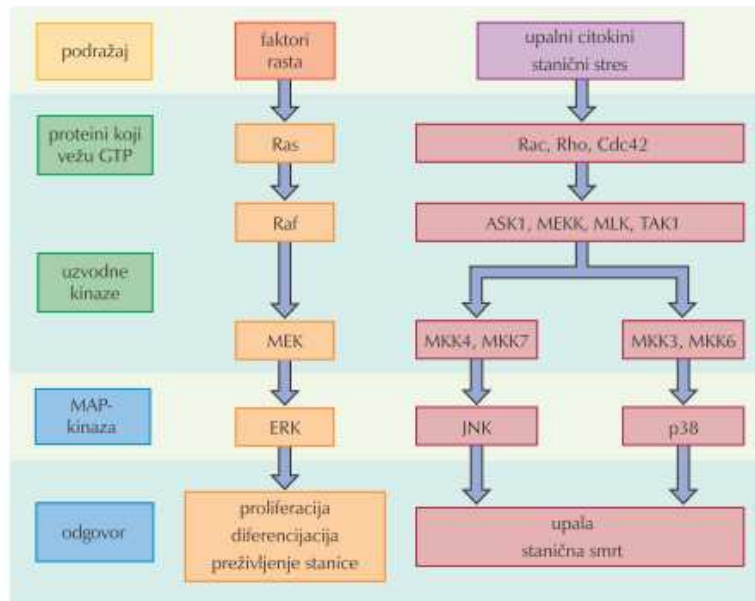 podražaj
faktori
rasta
upalni citokini
stanični stres
proteini koji
vežu GTP
Ras
Rac, Rho, Cdc42
Raf
ASK1, MEKK, MLK, TAK1
uzvodne
kinaze
MEK
MKK4, MKK7
MKK3, MKK6
MAP-
kinaza
ERK
JNK
p38
odgovor
proliferacija
diferencijacija
preživljenje stanice
upala
stanična smrt